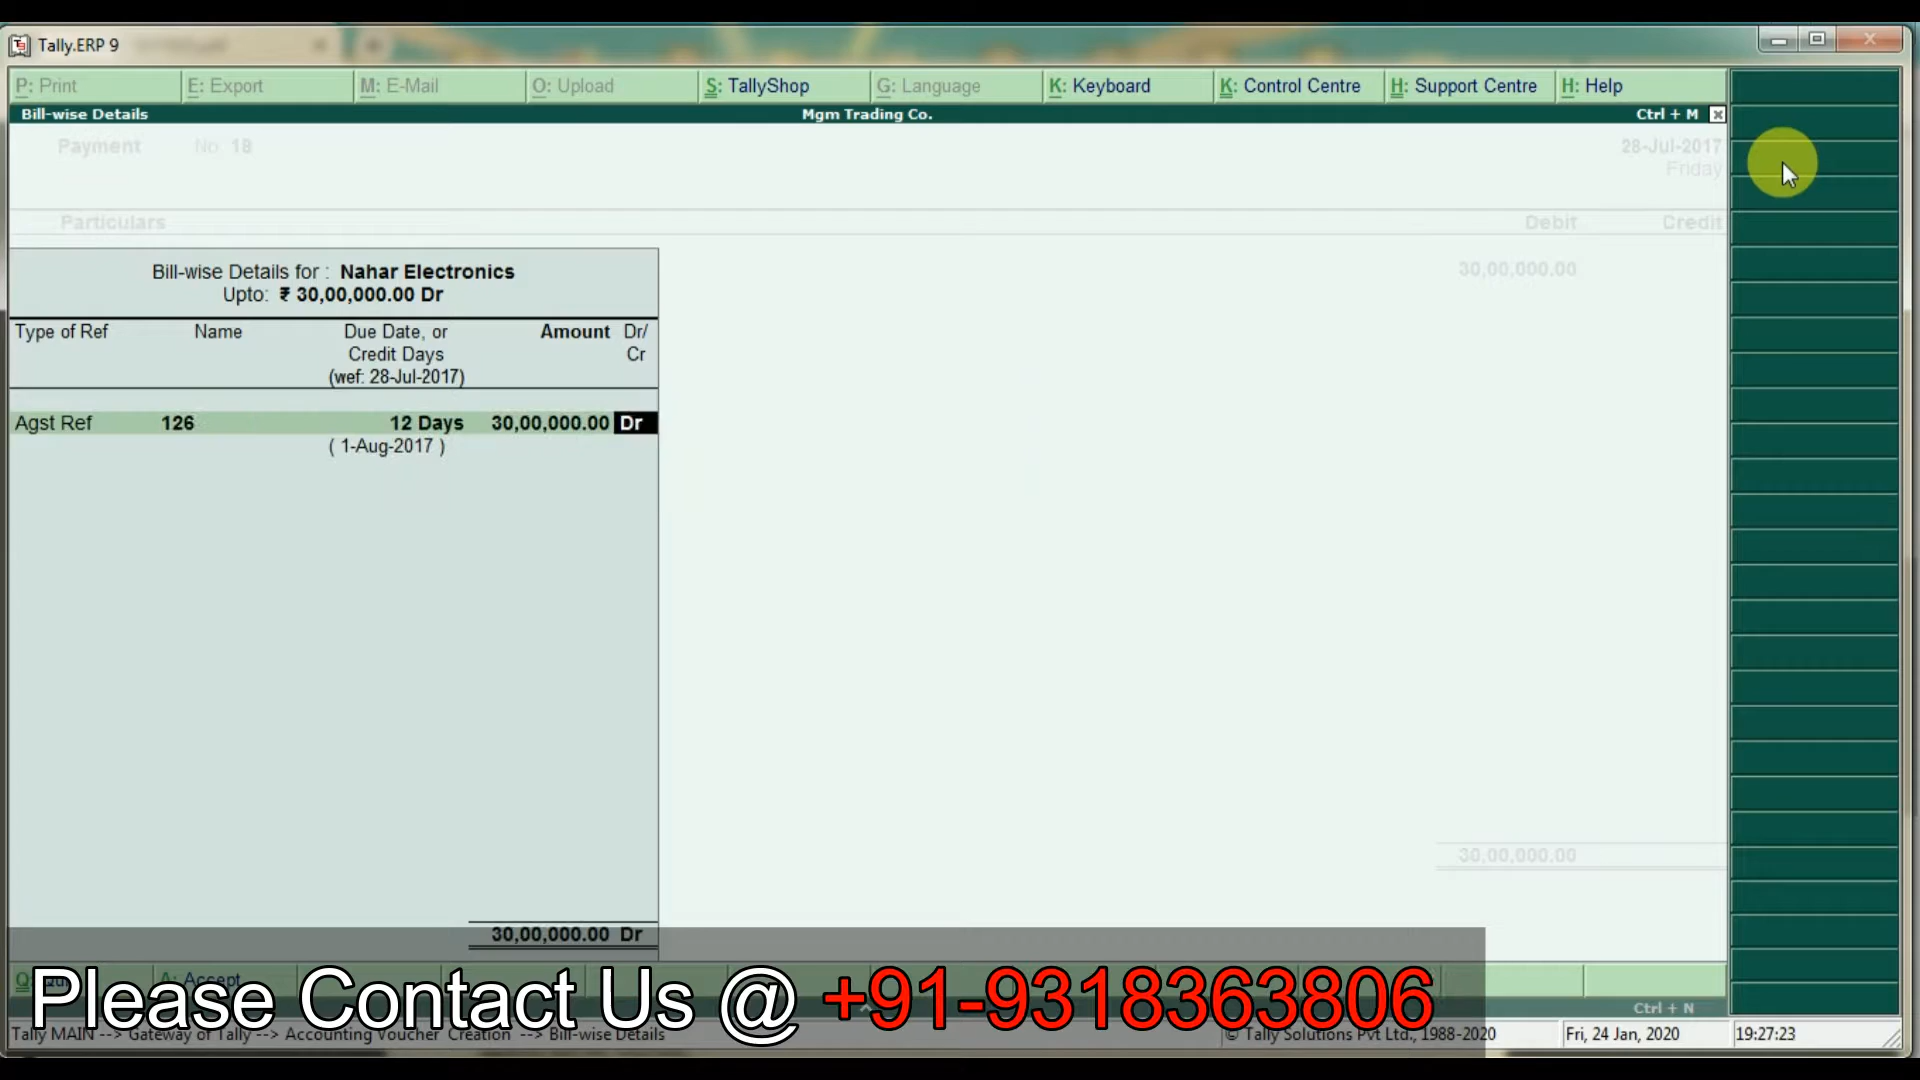 Tally.ERP 9
P: Print E: Export M: E-Mail O: Upload S: TallyShop G: Language K: Keyboard K: Control Centre H: Support Centre H: Help
Bill-wise Details Mgm Trading Co. Ctrl + M
Payment No 18 28-Jul-2017
Friday
Particulars Debit Credit
30,00,000.00
Bill-wise Details for : Nahar Electronics
Upto: ₹ 30,00,000.00 Dr
Type of Ref Name Due Date, or Amount Dr/
Credit Days Cr
(wef: 28-Jul-2017)
Agst Ref 126 12 Days 30,00,000.00 Dr
( 1-Aug-2017 )
30,00,000.00
30,00,000.00 Dr
A: Accept
Please Contact Us @ +91-9318363806
Ctrl + N
Tally MAIN --> Gateway of Tally --> Accounting Voucher Creation --> Bill-wise Details © Tally Solutions Pvt Ltd., 1988-2020 Fri, 24 Jan, 2020 19:27:23